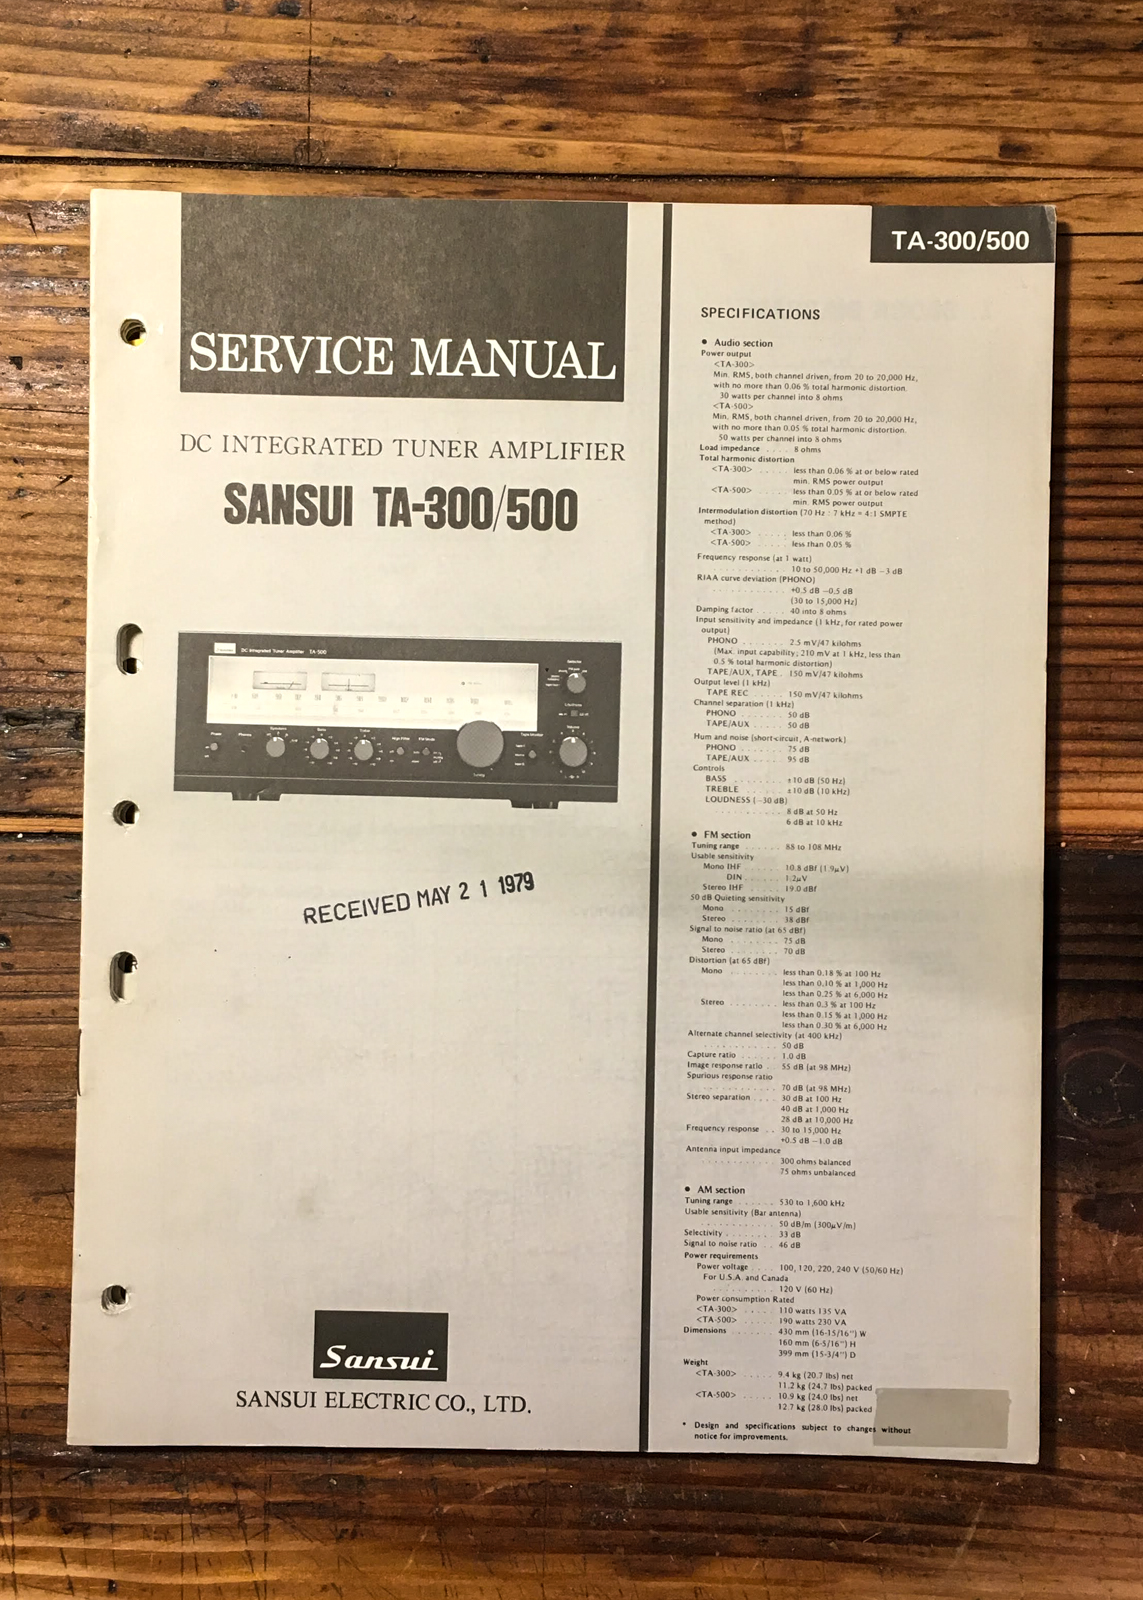 SERVICE MANUAL
DC INTEGRATED TUNER AMPLIFIER
SANSUI TA-300/500
DC Integrated Tuner Amplifier TA-500
Selector
Power
Phones
Speakers
Bass
Treble
High Filter
FM Mode
Tuning
Tape Monitor
Volume
Loudness
RECEIVED MAY 2 1 1979
Sansui
SANSUI ELECTRIC CO., LTD.
TA-300/500
SPECIFICATIONS
● Audio section
Power output
<TA-300>
Min. RMS, both channel driven, from 20 to 20,000 Hz,
with no more than 0.06 % total harmonic distortion.
30 watts per channel into 8 ohms
<TA-500>
Min. RMS, both channel driven, from 20 to 20,000 Hz,
with no more than 0.05 % total harmonic distortion.
50 watts per channel into 8 ohms
Load impedance . . . . 8 ohms
Total harmonic distortion
<TA-300> . . . . . less than 0.06 % at or below rated
min. RMS power output
<TA-500> . . . . . less than 0.05 % at or below rated
min. RMS power output
Intermodulation distortion (70 Hz : 7 kHz = 4:1 SMPTE
method)
<TA-300> . . . . . less than 0.06 %
<TA-500> . . . . . less than 0.05 %
Frequency response (at 1 watt)
. . . . . . . . . . . 10 to 50,000 Hz +1 dB −3 dB
RIAA curve deviation (PHONO)
. . . . . . . . . . . +0.5 dB −0.5 dB
(30 to 15,000 Hz)
Damping factor . . . . . 40 into 8 ohms
Input sensitivity and impedance (1 kHz, for rated power
output)
PHONO . . . . . . . 2.5 mV/47 kilohms
(Max. input capability; 210 mV at 1 kHz, less than
0.5 % total harmonic distortion)
TAPE/AUX, TAPE . 150 mV/47 kilohms
Output level (1 kHz)
TAPE REC . . . . . . 150 mV/47 kilohms
Channel separation (1 kHz)
PHONO . . . . . . . 50 dB
TAPE/AUX . . . . . 50 dB
Hum and noise (short-circuit, A-network)
PHONO . . . . . . . 75 dB
TAPE/AUX . . . . . 95 dB
Controls
BASS . . . . . . . . ±10 dB (50 Hz)
TREBLE . . . . . . . ±10 dB (10 kHz)
LOUDNESS (−30 dB)
. . . . . . . . . . 8 dB at 50 Hz
6 dB at 10 kHz
● FM section
Tuning range . . . . . . 88 to 108 MHz
Usable sensitivity
Mono IHF . . . . . 10.8 dBf (1.9μV)
DIN . . . . . 1.2μV
Stereo IHF . . . . . 19.0 dBf
50 dB Quieting sensitivity
Mono . . . . . . . . 15 dBf
Stereo . . . . . . . . 38 dBf
Signal to noise ratio (at 65 dBf)
Mono . . . . . . . . 75 dB
Stereo . . . . . . . . 70 dB
Distortion (at 65 dBf)
Mono . . . . . . . . less than 0.18 % at 100 Hz
less than 0.10 % at 1,000 Hz
less than 0.25 % at 6,000 Hz
Stereo . . . . . . . . less than 0.3 % at 100 Hz
less than 0.15 % at 1,000 Hz
less than 0.30 % at 6,000 Hz
Alternate channel selectivity (at 400 kHz)
. . . . . . . . . . . 50 dB
Capture ratio . . . . . . 1.0 dB
Image response ratio . . 55 dB (at 98 MHz)
Spurious response ratio
. . . . . . . . . . . 70 dB (at 98 MHz)
Stereo separation . . . . 30 dB at 100 Hz
40 dB at 1,000 Hz
28 dB at 10,000 Hz
Frequency response . . 30 to 15,000 Hz
+0.5 dB −1.0 dB
Antenna input impedance
. . . . . . . . . . . 300 ohms balanced
75 ohms unbalanced
● AM section
Tuning range . . . . . . 530 to 1,600 kHz
Usable sensitivity (Bar antenna)
. . . . . . . . . . . 50 dB/m (300μV/m)
Selectivity . . . . . . . . 33 dB
Signal to noise ratio . . 46 dB
Power requirements
Power voltage . . . . 100, 120, 220, 240 V (50/60 Hz)
For U.S.A. and Canada
. . . . . . . . . . 120 V (60 Hz)
Power consumption Rated
<TA-300> . . . . . 110 watts 135 VA
<TA-500> . . . . . 190 watts 230 VA
Dimensions . . . . . . . 430 mm (16-15/16") W
160 mm (6-5/16") H
399 mm (15-3/4") D
Weight
<TA-300> . . . . . 9.4 kg (20.7 lbs) net
11.2 kg (24.7 lbs) packed
<TA-500> . . . . . 10.9 kg (24.0 lbs) net
12.7 kg (28.0 lbs) packed
* Design and specifications subject to changes without
notice for improvements.